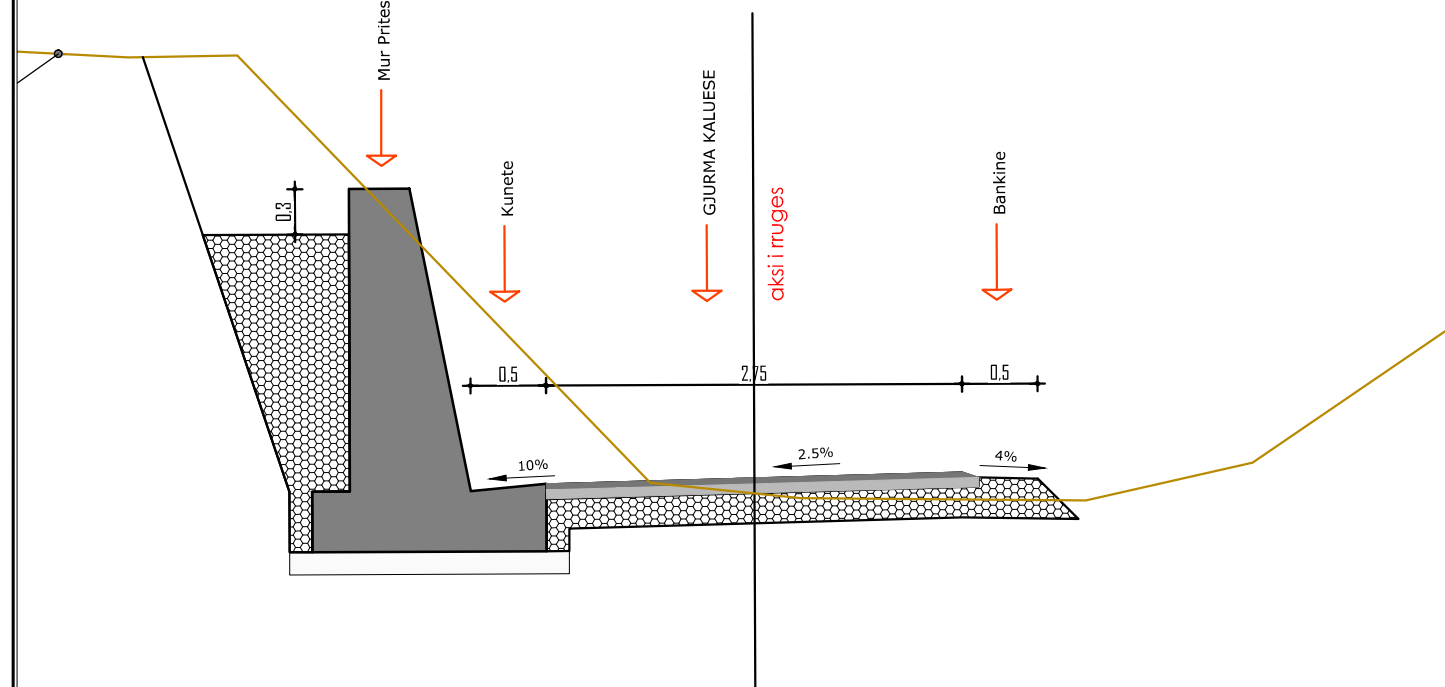 Mur Prites
Kunete
GJURMA KALUESE
aksi i rruges
Bankine
0,3
0,5
2,75
0,5
10%
2.5%
4%